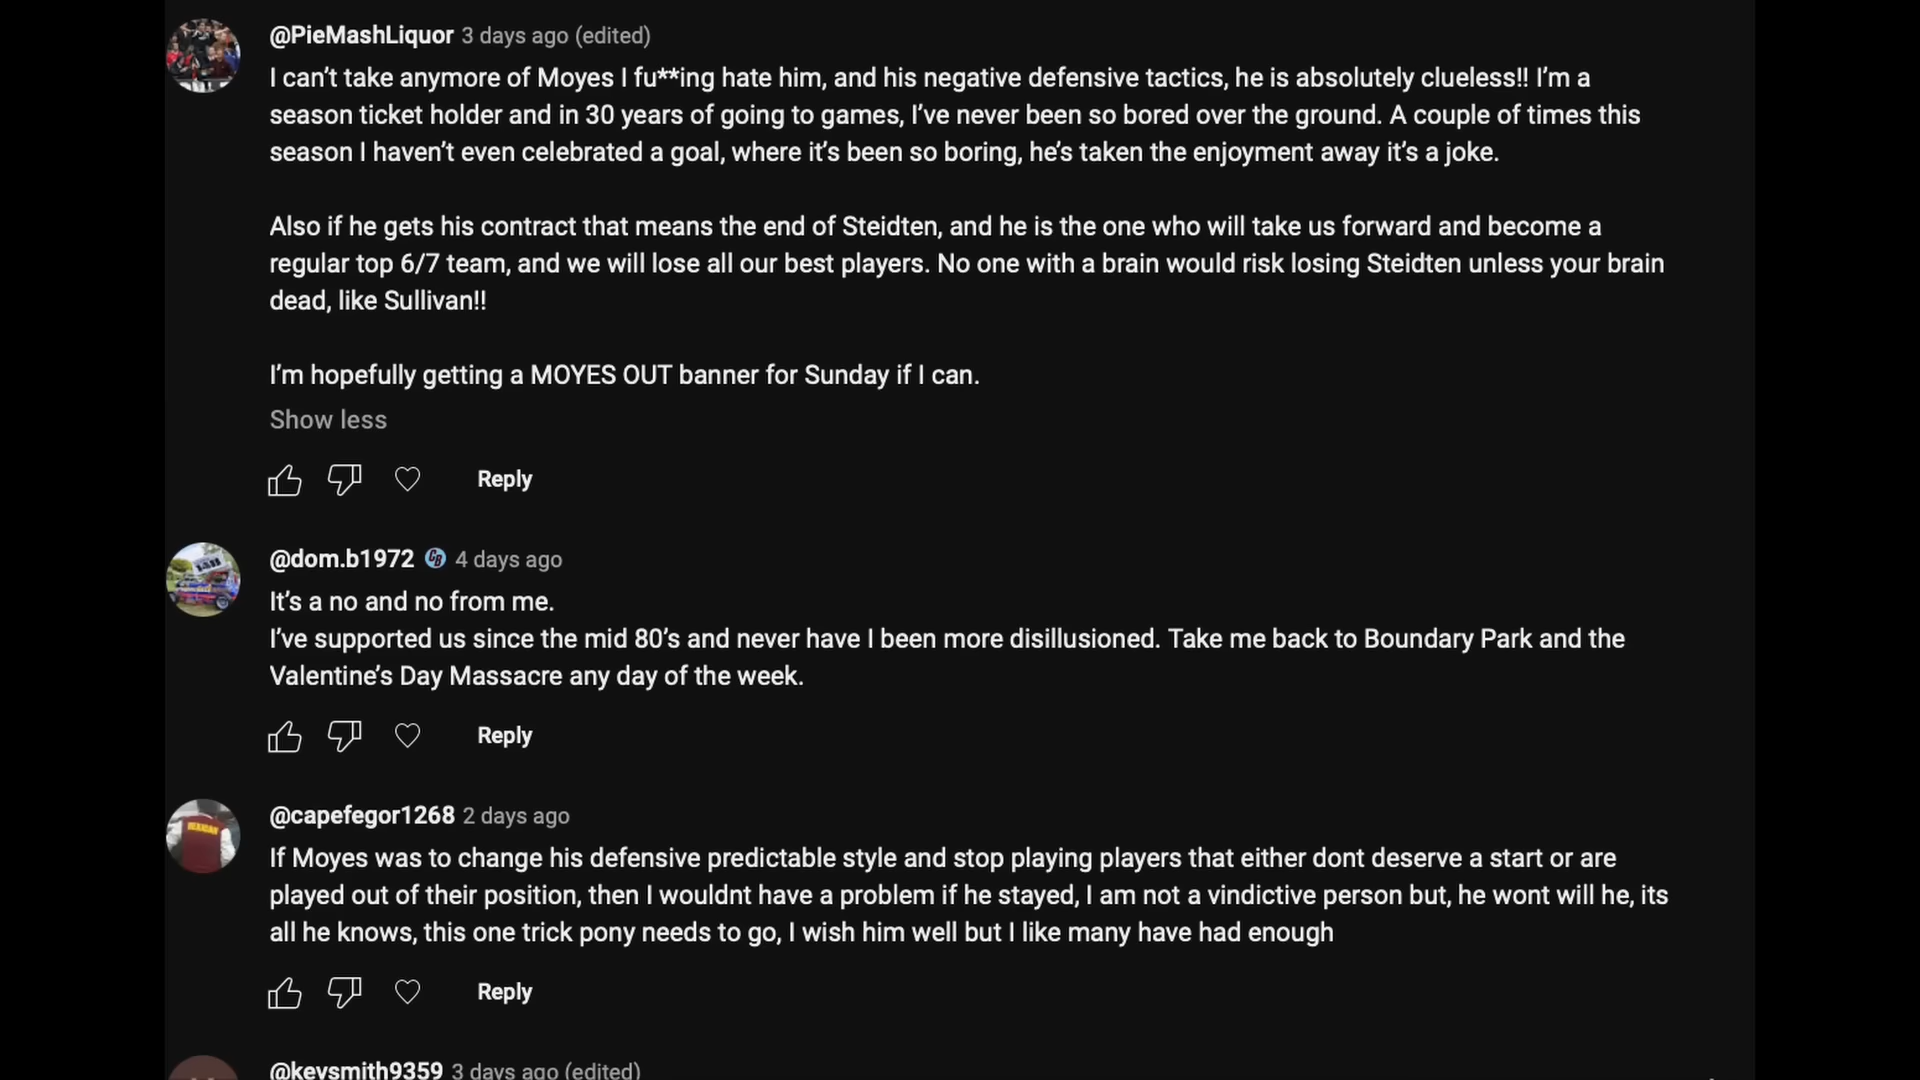 @PieMashLiquor 3 days ago (edited)
I can’t take anymore of Moyes I fu**ing hate him, and his negative defensive tactics, he is absolutely clueless!! I’m a
season ticket holder and in 30 years of going to games, I’ve never been so bored over the ground. A couple of times this
season I haven’t even celebrated a goal, where it’s been so boring, he’s taken the enjoyment away it’s a joke.
Also if he gets his contract that means the end of Steidten, and he is the one who will take us forward and become a
regular top 6/7 team, and we will lose all our best players. No one with a brain would risk losing Steidten unless your brain
dead, like Sullivan!!
I’m hopefully getting a MOYES OUT banner for Sunday if I can.
Show less
Reply
@dom.b1972 CB 4 days ago
It’s a no and no from me.
I’ve supported us since the mid 80’s and never have I been more disillusioned. Take me back to Boundary Park and the
Valentine’s Day Massacre any day of the week.
Reply
@capefegor1268 2 days ago
If Moyes was to change his defensive predictable style and stop playing players that either dont deserve a start or are
played out of their position, then I wouldnt have a problem if he stayed, I am not a vindictive person but, he wont will he, its
all he knows, this one trick pony needs to go, I wish him well but I like many have had enough
Reply
@kevsmith9359 3 days ago (edited)